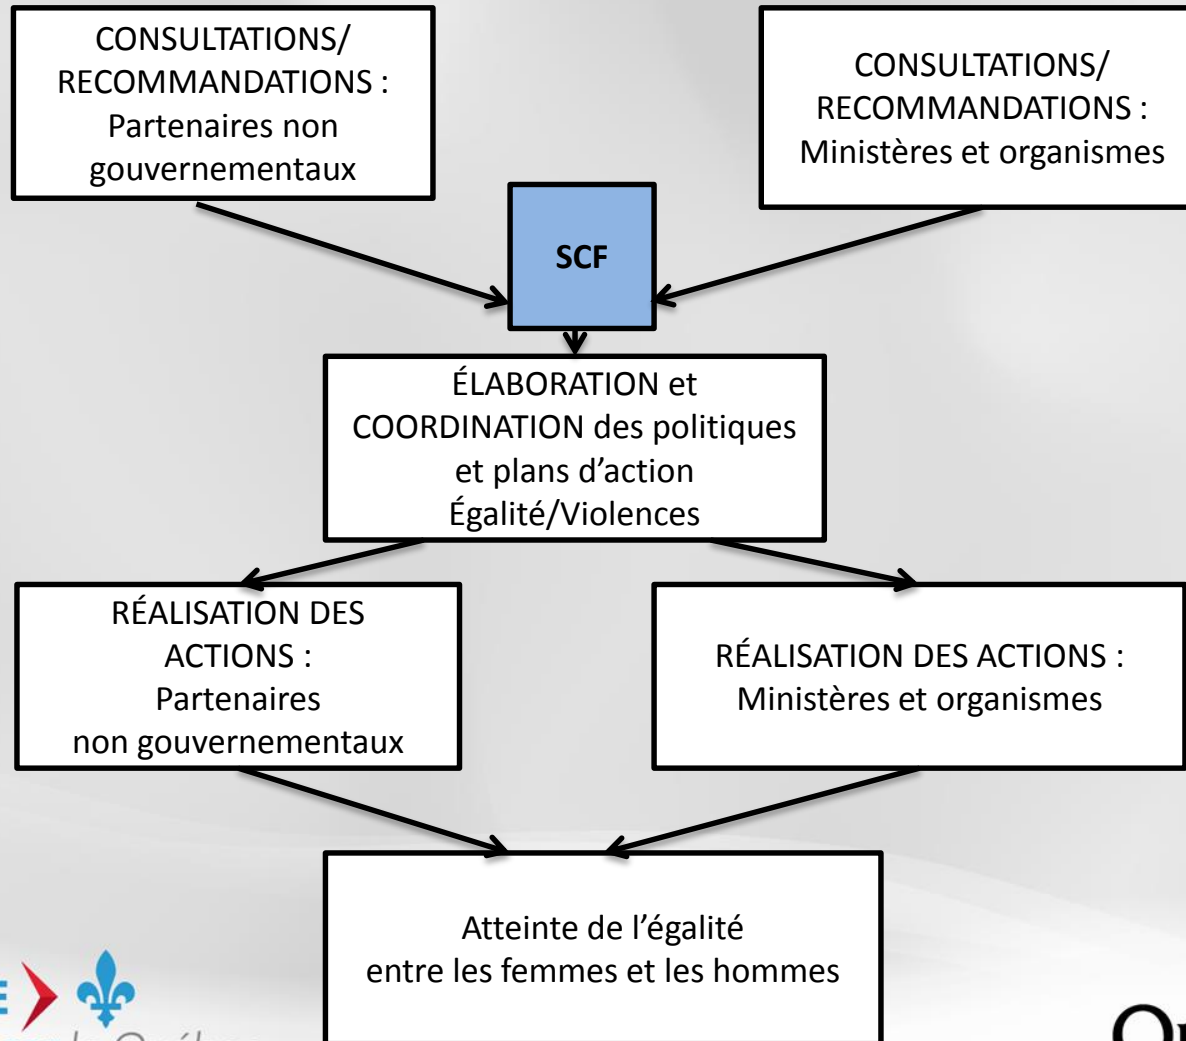 CONSULTATIONS/
RECOMMANDATIONS :
Partenaires non
gouvernementaux
CONSULTATIONS/
RECOMMANDATIONS :
Ministères et organismes
SCF
ÉLABORATION et
COORDINATION des politiques
et plans d’action
Égalité/Violences
RÉALISATION DES
ACTIONS :
Partenaires
non gouvernementaux
RÉALISATION DES ACTIONS :
Ministères et organismes
Atteinte de l’égalité
entre les femmes et les hommes